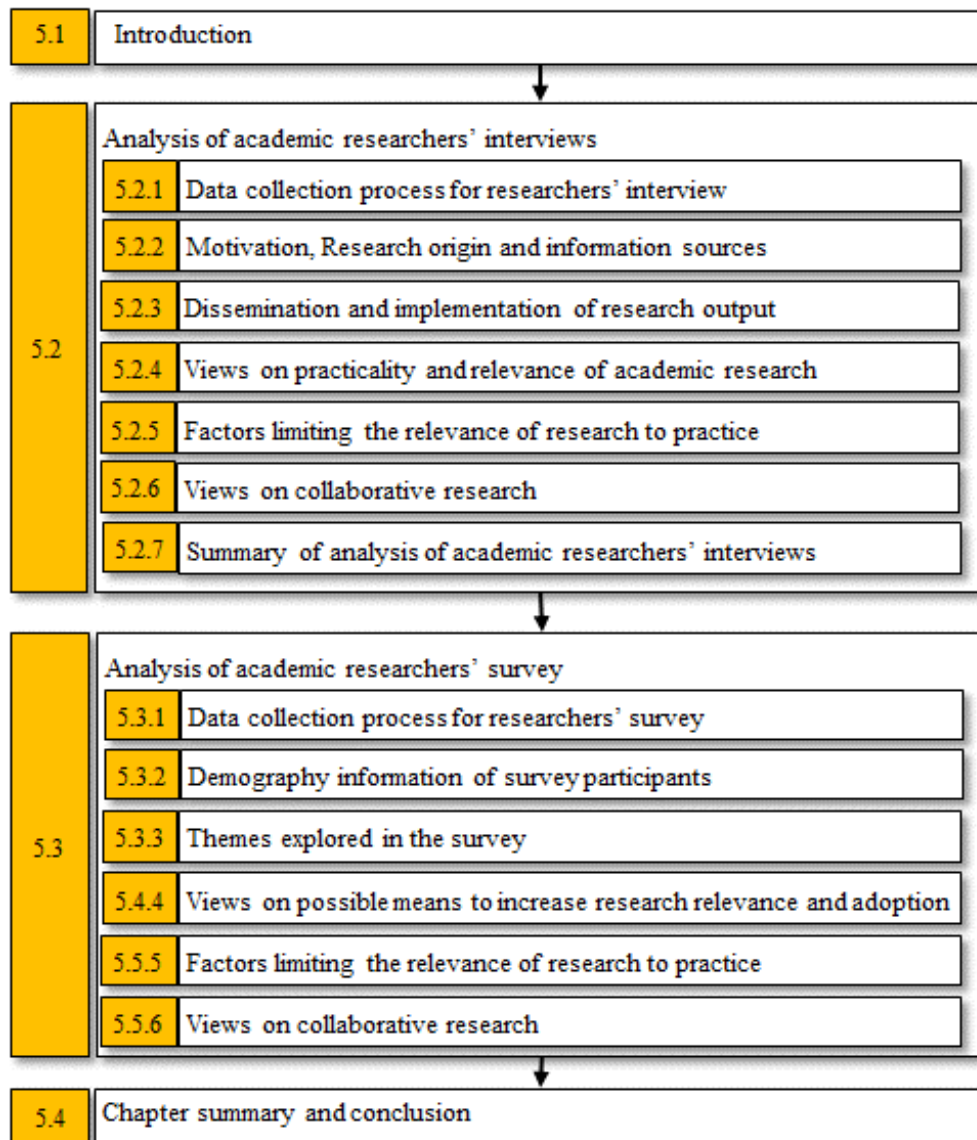 5.1 Introduction
Analysis of academic researchers' interviews
5.2.1 Data collection process for researchers' interview
5.2.2 Motivation, Research origin and information sources
5.2.3 Dissemination and implementation of research output
5.2 5.2.4 Views on practicality and relevance of academic research
5.2.5 Factors limiting the relevance of research to practice
5.2.6 Views on collaborative research
5.2.7 Summary of analysis of academic researchers' interviews
Analysis of academic researchers' survey
5.3.1 Data collection process for researchers' survey
5.3.2 Demography information of survey participants
5.3 5.3.3 Themes explored in the survey
5.4.4 Views on possible means to increase research relevance and adoption
5.5.5 Factors limiting the relevance of research to practice
5.5.6 Views on collaborative research
5.4 Chapter summary and conclusion